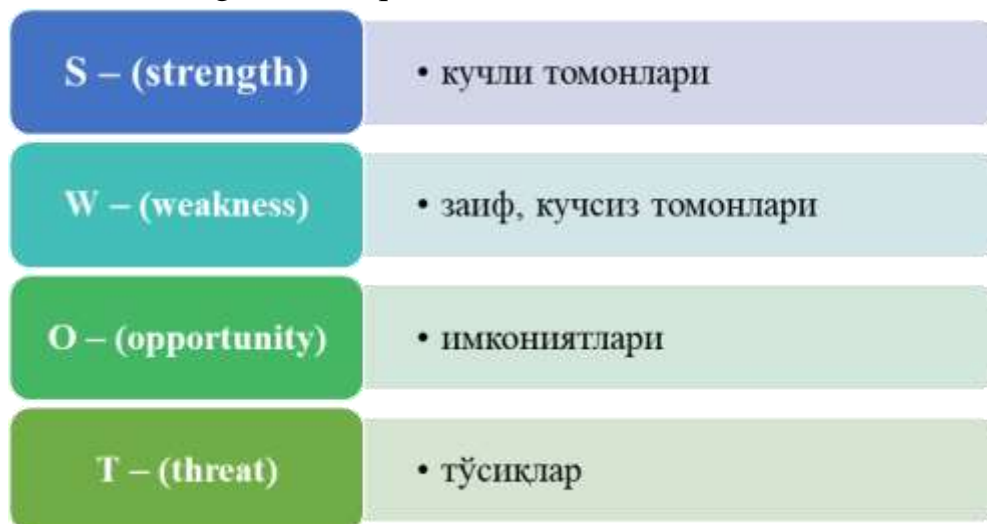 S – (strength)
• кучли томонлари
W – (weakness)
• заиф, кучсиз томонлари
O – (opportunity)
• имкониятлари
T – (threat)
• тўсиқлар